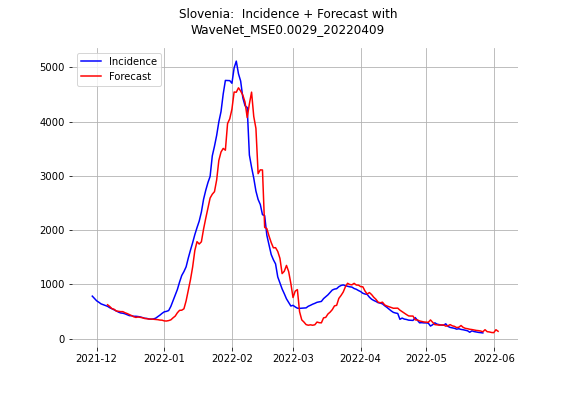 Slovenia:  Incidence + Forecast with
WaveNet_MSE0.0029_20220409
Incidence
Forecast
5000
4000
3000
2000
1000
0
2021-12 2022-01 2022-02 2022-03 2022-04 2022-05 2022-06